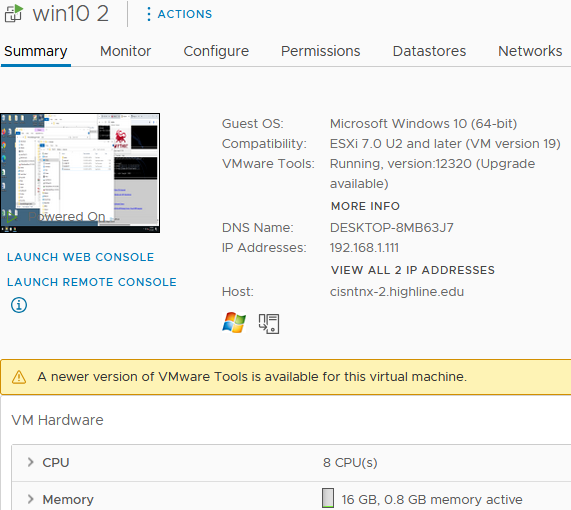 win10 2
ACTIONS
Summary
Monitor
Configure
Permissions
Datastores
Networks
Powered On
LAUNCH WEB CONSOLE
LAUNCH REMOTE CONSOLE
Guest OS: Microsoft Windows 10 (64-bit)
Compatibility: ESXi 7.0 U2 and later (VM version 19)
VMware Tools: Running, version:12320 (Upgrade
available)
MORE INFO
DNS Name: DESKTOP-8MB63J7
IP Addresses: 192.168.1.111
VIEW ALL 2 IP ADDRESSES
Host: cisntnx-2.highline.edu
A newer version of VMware Tools is available for this virtual machine.
VM Hardware
CPU 8 CPU(s)
Memory 16 GB, 0.8 GB memory active